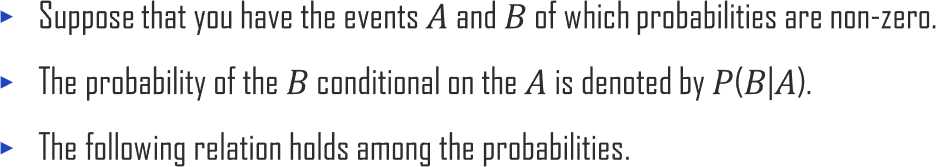 ▸ Suppose that you have the events A and B of which probabilities are non-zero.
▸ The probability of the B conditional on the A is denoted by P(B|A).
▸ The following relation holds among the probabilities.